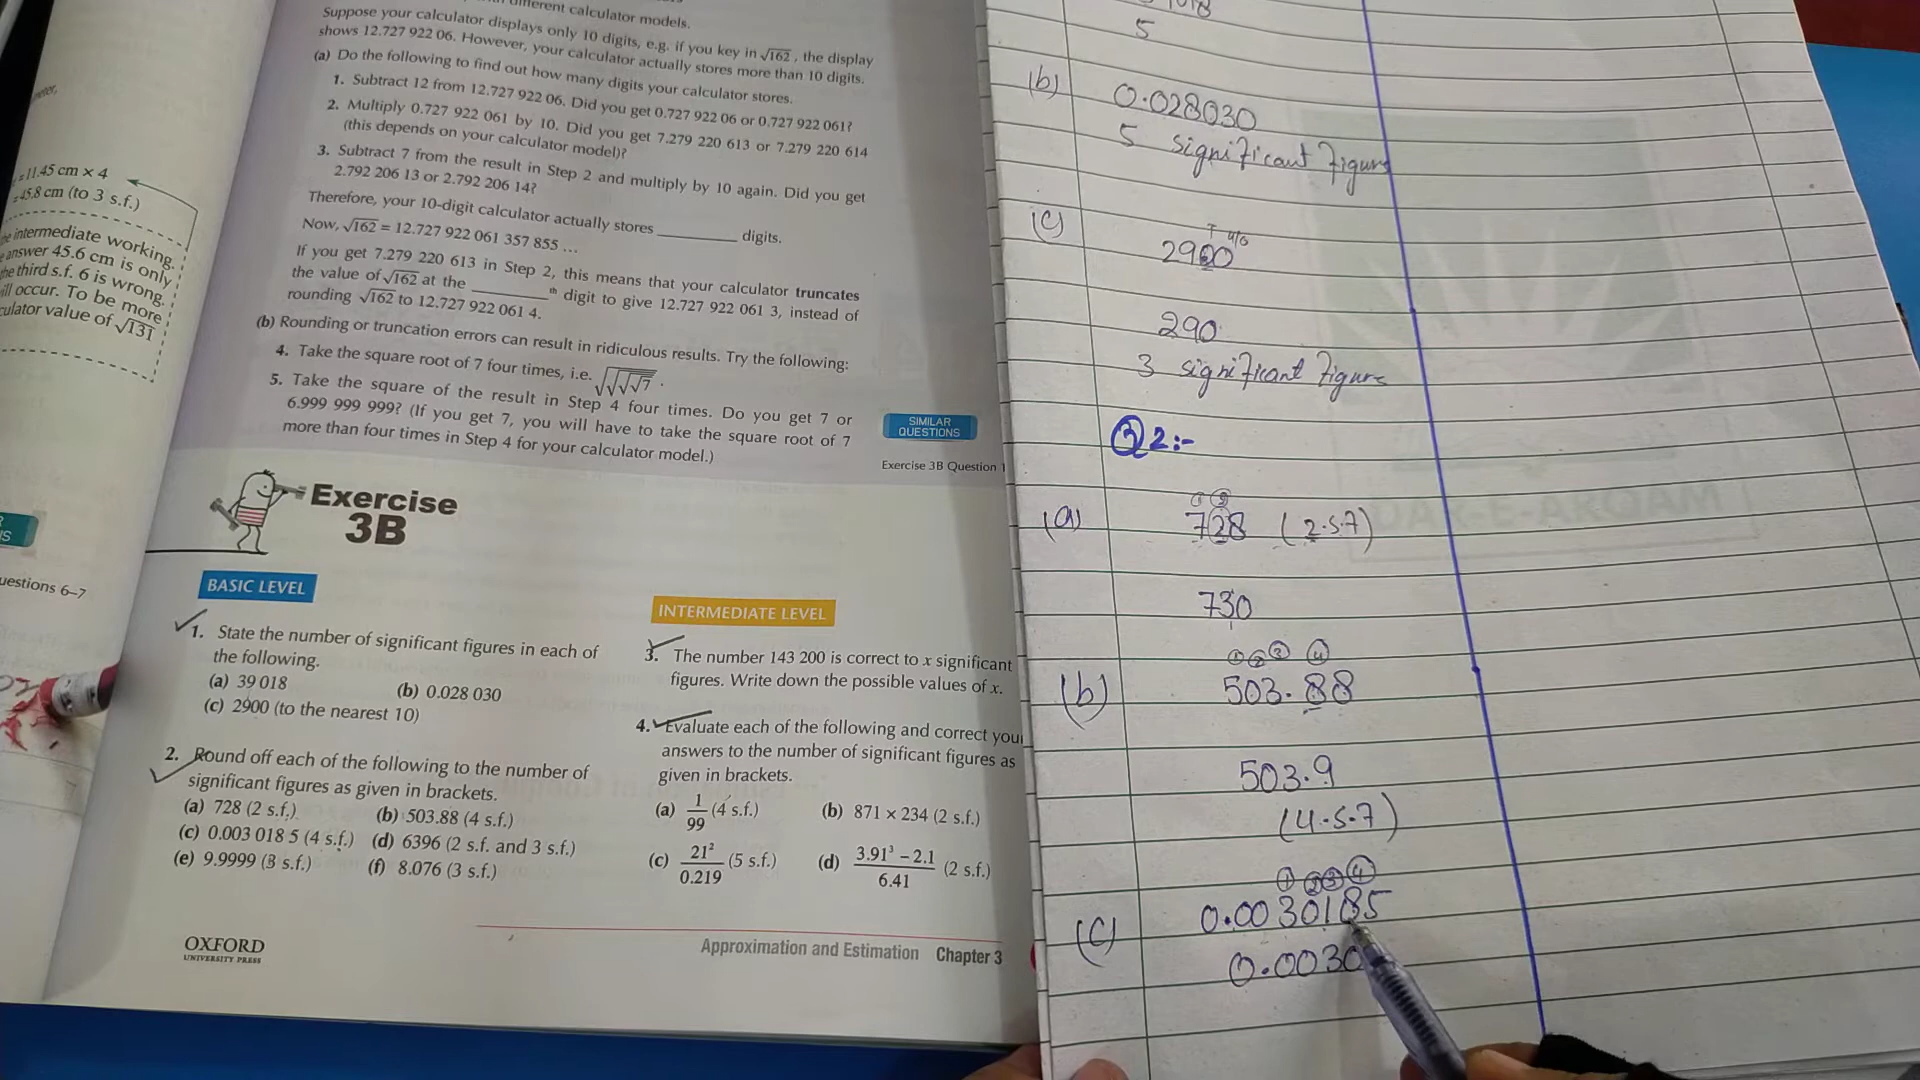 different calculator models.
Suppose your calculator displays only 10 digits, e.g. if you key in √162, the display
shows 12.727 922 06. However, your calculator actually stores more than 10 digits.
(a) Do the following to find out how many digits your calculator stores.
1. Subtract 12 from 12.727 922 06. Did you get 0.727 922 06 or 0.727 922 061?
2. Multiply 0.727 922 061 by 10. Did you get 7.279 220 613 or 7.279 220 614
(this depends on your calculator model)?
3. Subtract 7 from the result in Step 2 and multiply by 10 again. Did you get
2.792 206 13 or 2.792 206 14?
Therefore, your 10-digit calculator actually stores ________ digits.
Now, √162 = 12.727 922 061 357 855 ...
If you get 7.279 220 613 in Step 2, this means that your calculator truncates
the value of √162 at the ________th digit to give 12.727 922 061 3, instead of
rounding √162 to 12.727 922 061 4.
(b) Rounding or truncation errors can result in ridiculous results. Try the following:
4. Take the square root of 7 four times, i.e. √√√√7.
5. Take the square of the result in Step 4 four times. Do you get 7 or
6.999 999 999? (If you get 7, you will have to take the square root of 7
more than four times in Step 4 for your calculator model.)
SIMILAR
QUESTIONS
Exercise 3B Question 1
= 11.45 cm × 4
= 45.8 cm (to 3 s.f.)
intermediate working.
answer 45.6 cm is only
the third s.f. 6 is wrong.
will occur. To be more
value of √131
uestions 6–7
Exercise
3B
BASIC LEVEL
1. State the number of significant figures in each of
the following.
(a) 39 018
(b) 0.028 030
(c) 2900 (to the nearest 10)
2. Round off each of the following to the number of
significant figures as given in brackets.
(a) 728 (2 s.f.) (b) 503.88 (4 s.f.)
(c) 0.003 018 5 (4 s.f.) (d) 6396 (2 s.f. and 3 s.f.)
(e) 9.9999 (3 s.f.) (f) 8.076 (3 s.f.)
INTERMEDIATE LEVEL
3. The number 143 200 is correct to x significant
figures. Write down the possible values of x.
4. Evaluate each of the following and correct your
answers to the number of significant figures as
given in brackets.
(a) 1/99 (4 s.f.) (b) 871 × 234 (2 s.f.)
(c) 21²/0.219 (5 s.f.) (d) 3.91³ – 2.1/6.41 (2 s.f.)
OXFORD
UNIVERSITY PRESS
Approximation and Estimation Chapter 3
5
(b) 0.028030
5 significant figure
(c) 2900
290
3 significant figure
Q 2:-
(a) 728 (2.s.f)
730
① ② ③ ④
(b) 503.88
503.9
(4.s.f)
① ② ③ ④
(c) 0.0030185
0.0030